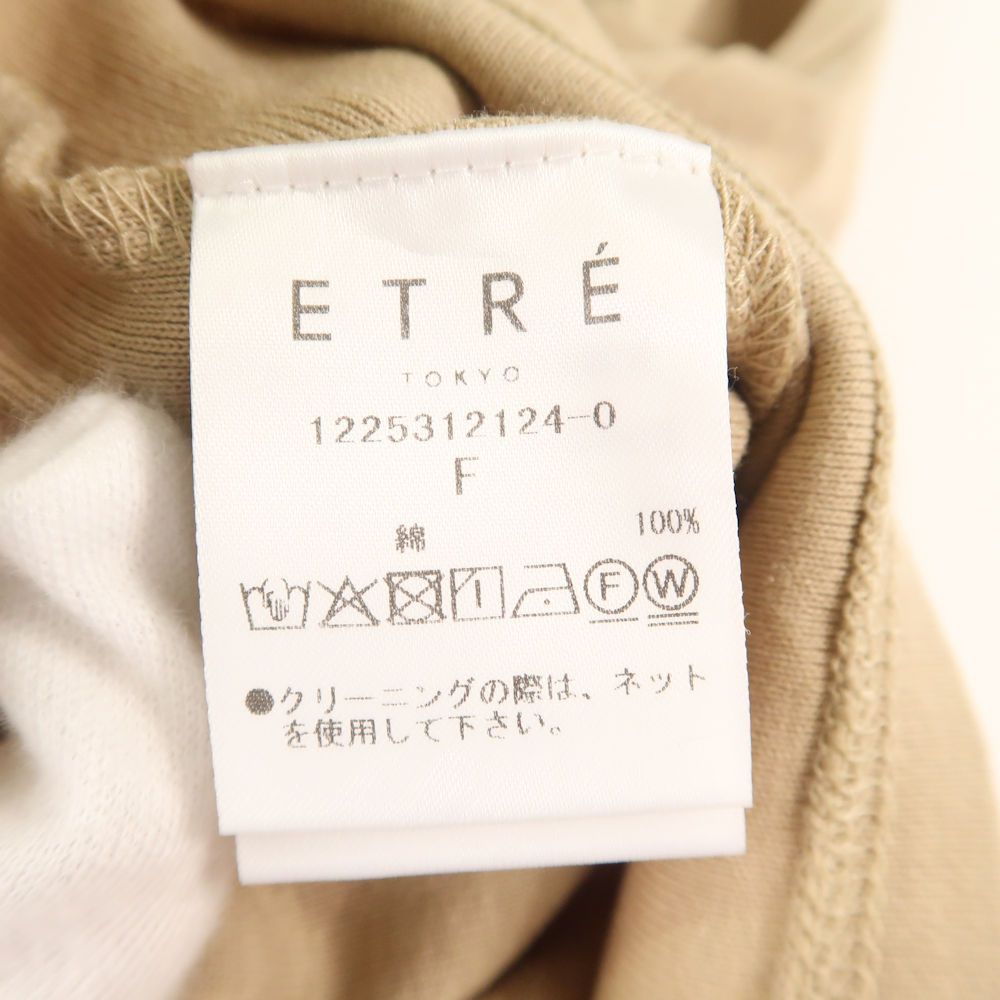 ETRÉ
TOKYO
1225312124-0
F
綿 100%
F W
●クリーニングの際は、ネット
を使用して下さい。